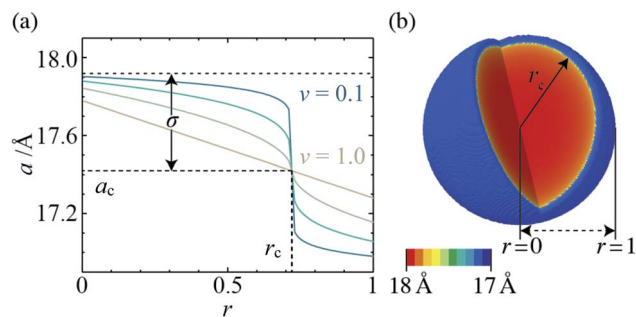 (a)
18.0
17.6
17.2
a /Å
σ
a_c
r_c
v = 0.1
v = 1.0
0
0.5
1
r
(b)
r_c
r=0
r=1
18 Å
17 Å